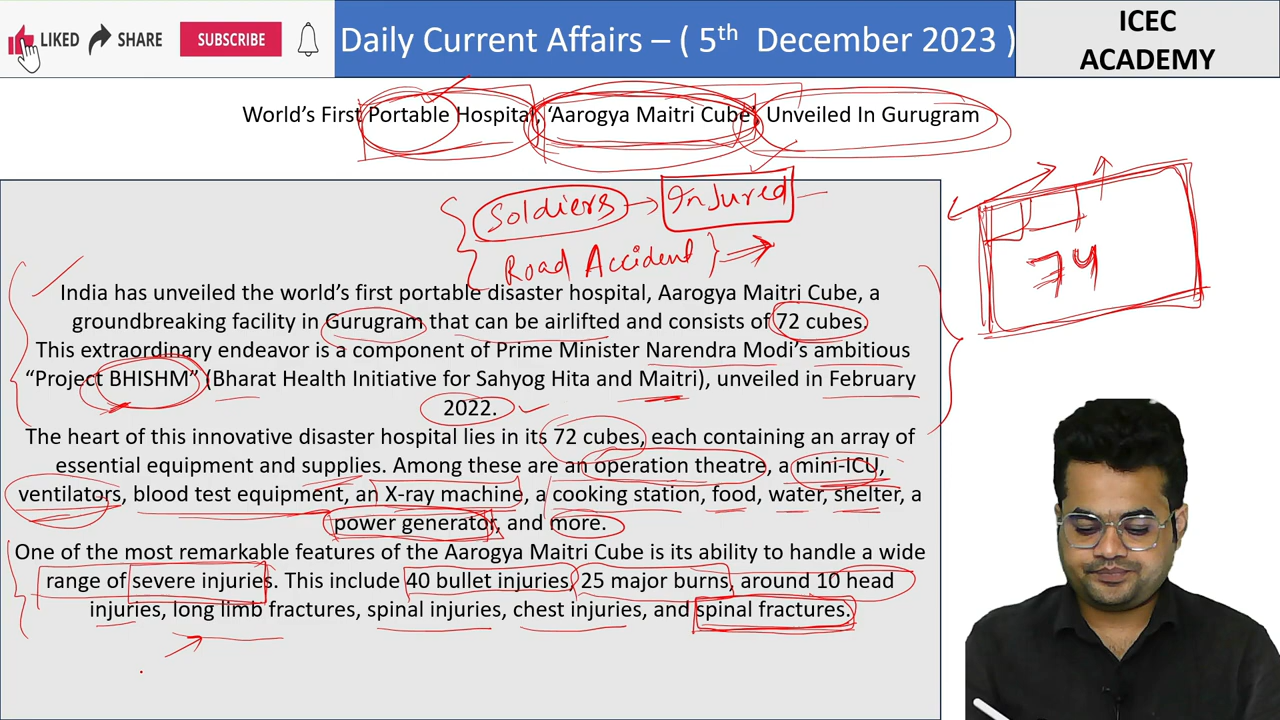 LIKED SHARE SUBSCRIBE
Daily Current Affairs – ( 5th December 2023 )
ICEC
ACADEMY
World’s First Portable Hospital, ‘Aarogya Maitri Cube’, Unveiled In Gurugram
Soldiers → Injured
Road Accident
74
India has unveiled the world’s first portable disaster hospital, Aarogya Maitri Cube, a
groundbreaking facility in Gurugram that can be airlifted and consists of 72 cubes.
This extraordinary endeavor is a component of Prime Minister Narendra Modi’s ambitious
“Project BHISHM” (Bharat Health Initiative for Sahyog Hita and Maitri), unveiled in February
2022.
The heart of this innovative disaster hospital lies in its 72 cubes, each containing an array of
essential equipment and supplies. Among these are an operation theatre, a mini-ICU,
ventilators, blood test equipment, an X-ray machine, a cooking station, food, water, shelter, a
power generator, and more.
One of the most remarkable features of the Aarogya Maitri Cube is its ability to handle a wide
range of severe injuries. This include 40 bullet injuries, 25 major burns, around 10 head
injuries, long limb fractures, spinal injuries, chest injuries, and spinal fractures.